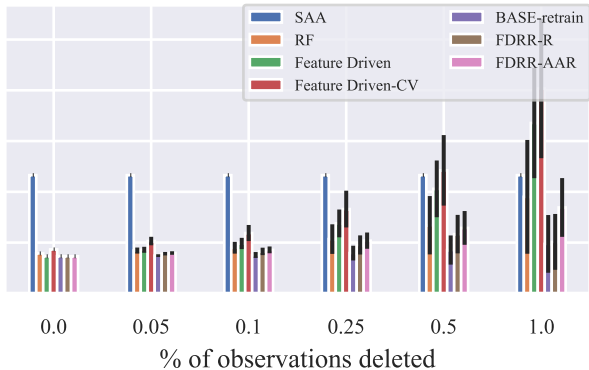 SAA
RF
Feature Driven
Feature Driven-CV
BASE-retrain
FDRR-R
FDRR-AAR
0.0 0.05 0.1 0.25 0.5 1.0
% of observations deleted